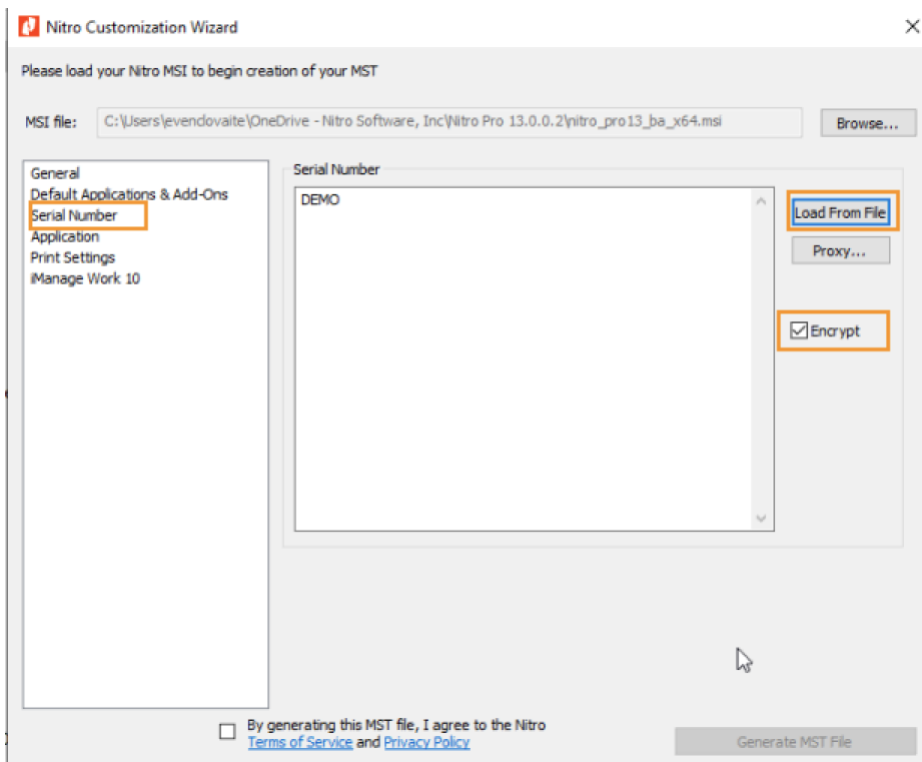 Nitro Customization Wizard
Please load your Nitro MSI to begin creation of your MST
MSI file:
C:\Users\evendovaite\OneDrive - Nitro Software, Inc\Nitro Pro 13.0.0.2\nitro_pro13_ba_x64.msi
Browse...
General
Default Applications & Add-Ons
Serial Number
Application
Print Settings
iManage Work 10
Serial Number
DEMO
Load From File
Proxy...
Encrypt
By generating this MST file, I agree to the Nitro
Terms of Service and Privacy Policy
Generate MST File